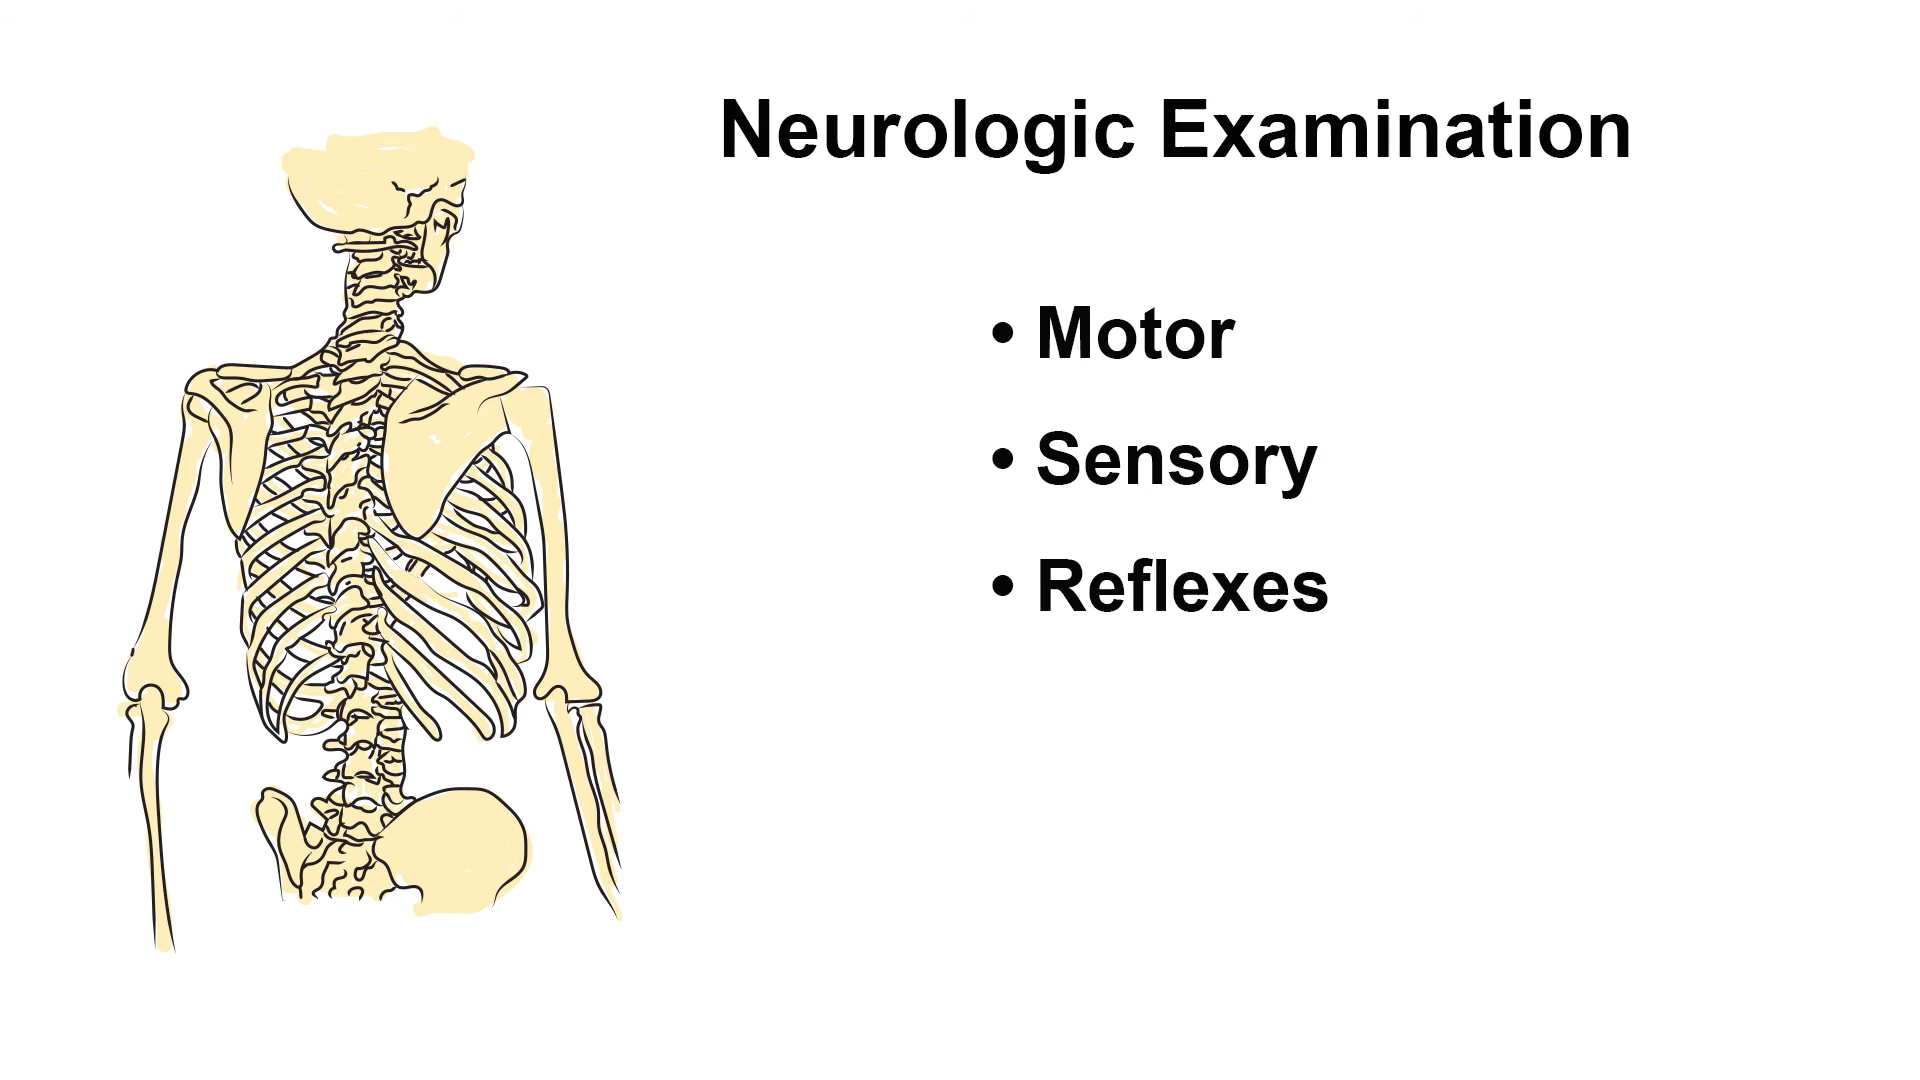 Neurologic Examination
• Motor
• Sensory
• Reflexes